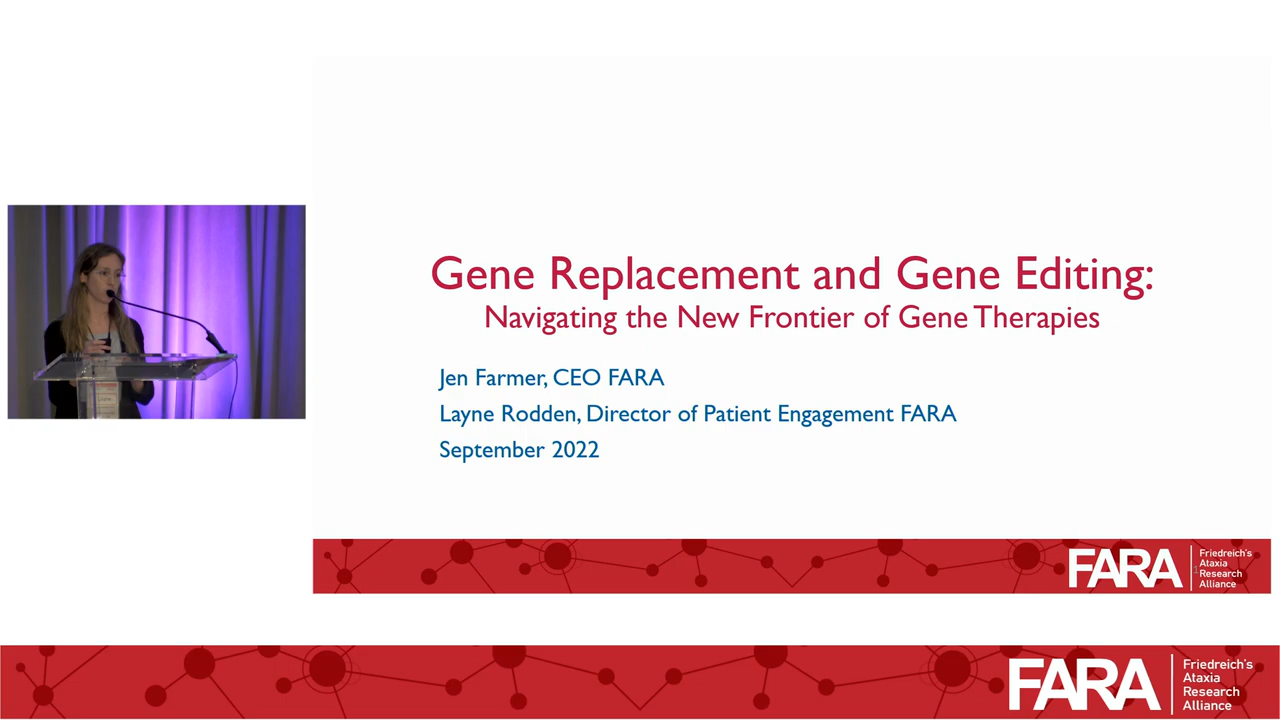 Gene Replacement and Gene Editing:
Navigating the New Frontier of Gene Therapies
Jen Farmer, CEO FARA
Layne Rodden, Director of Patient Engagement FARA
September 2022
FARA
Friedreich's
Ataxia
Research
Alliance
1
FARA
Friedreich's
Ataxia
Research
Alliance